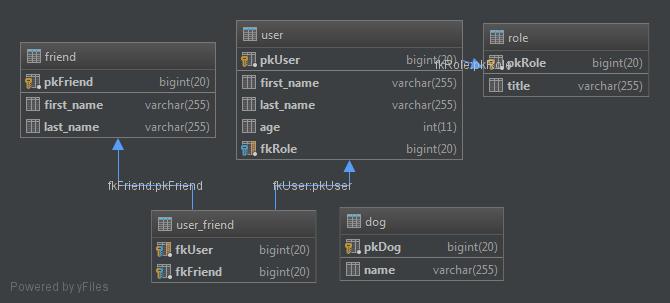 friend
pkFriend bigint(20)
first_name varchar(255)
last_name varchar(255)
user
pkUser bigint(20)
first_name varchar(255)
last_name varchar(255)
age int(11)
fkRole bigint(20)
fkRole:pkRole
role
pkRole bigint(20)
title varchar(255)
fkFriend:pkFriend
fkUser:pkUser
user_friend
fkUser bigint(20)
fkFriend bigint(20)
dog
pkDog bigint(20)
name varchar(255)
Powered by yFiles